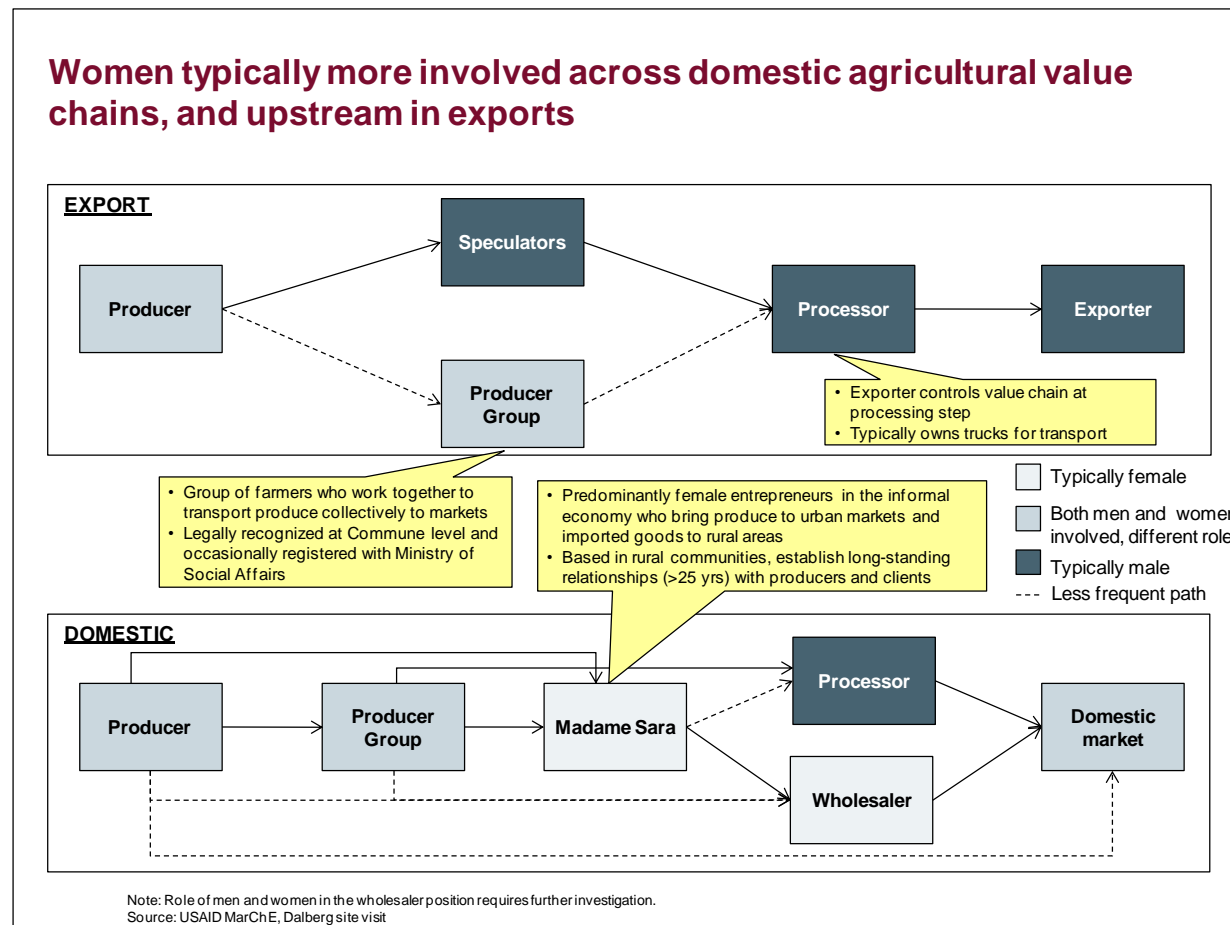 Women typically more involved across domestic agricultural value
chains, and upstream in exports
EXPORT
Speculators
Producer
Processor
Exporter
Producer
Group
• Exporter controls value chain at
processing step
• Typically owns trucks for transport
• Group of farmers who work together to
transport produce collectively to markets
• Legally recognized at Commune level and
occasionally registered with Ministry of
Social Affairs
• Predominantly female entrepreneurs in the informal
economy who bring produce to urban markets and
imported goods to rural areas
• Based in rural communities, establish long-standing
relationships (>25 yrs) with producers and clients
Typically female
Both men and women
involved, different role
Typically male
Less frequent path
DOMESTIC
Producer
Producer
Group
Madame Sara
Processor
Wholesaler
Domestic
market
Note: Role of men and women in the wholesaler position requires further investigation.
Source: USAID MarChE, Dalberg site visit